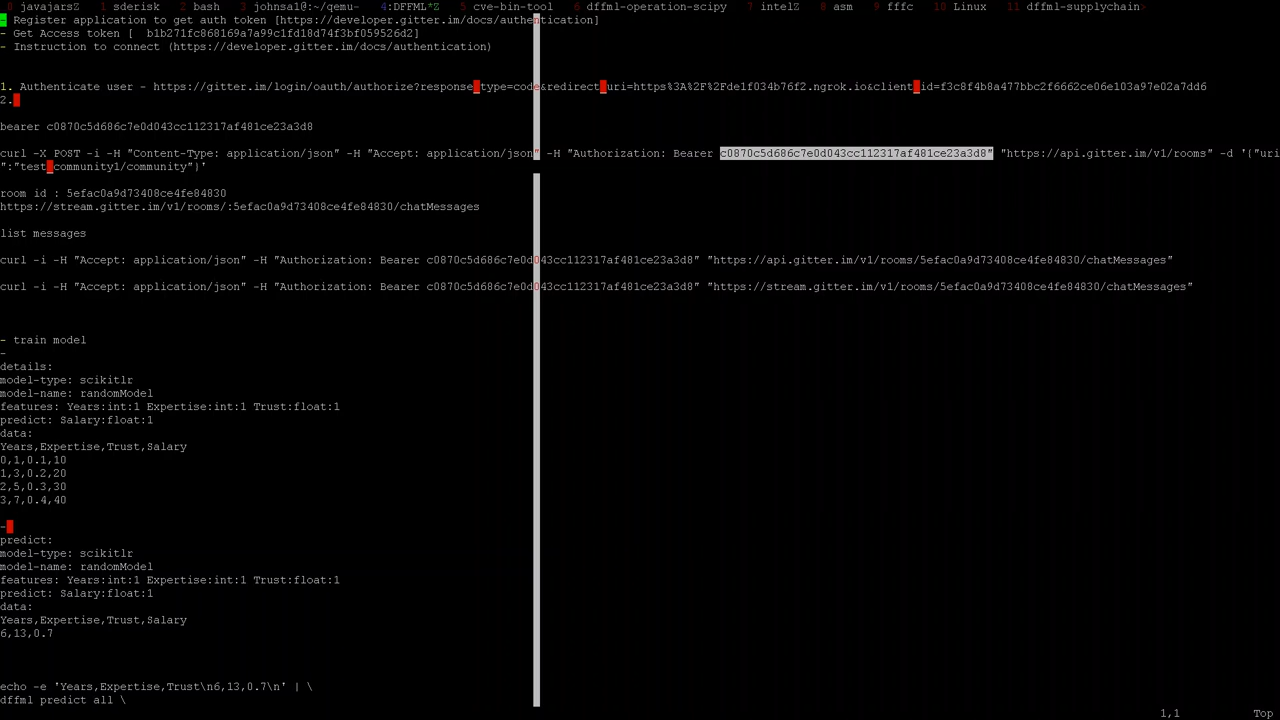 0 javajarsZ 1 sderisk 2 bash 3 johnsa1@:~/qemu- 4:DFFML*Z 5 cve-bin-tool 6 dffml-operation-scipy 7 intelZ 8 asm 9 fffc 10 Linux 11 dffml-supplychain>
- Register application to get auth token [https://developer.gitter.im/docs/authentication]
- Get Access token [  b1b271fc868169a7a99c1fd18d74f3bf059526d2]
- Instruction to connect (https://developer.gitter.im/docs/authentication)
1. Authenticate user - https://gitter.im/login/oauth/authorize?response_type=code&redirect_uri=https%3A%2F%2Fde1f034b76f2.ngrok.io&client_id=f3c8f4b8a477bbc2f6662ce06e103a97e02a7dd6
2.
bearer c0870c5d686c7e0d043cc112317af481ce23a3d8
curl -X POST -i -H "Content-Type: application/json" -H "Accept: application/json" -H "Authorization: Bearer c0870c5d686c7e0d043cc112317af481ce23a3d8" "https://api.gitter.im/v1/rooms" -d '{"uri
":"test_community1/community"}'
room id : 5efac0a9d73408ce4fe84830
https://stream.gitter.im/v1/rooms/:5efac0a9d73408ce4fe84830/chatMessages
list messages
curl -i -H "Accept: application/json" -H "Authorization: Bearer c0870c5d686c7e0d043cc112317af481ce23a3d8" "https://api.gitter.im/v1/rooms/5efac0a9d73408ce4fe84830/chatMessages"
curl -i -H "Accept: application/json" -H "Authorization: Bearer c0870c5d686c7e0d043cc112317af481ce23a3d8" "https://stream.gitter.im/v1/rooms/5efac0a9d73408ce4fe84830/chatMessages"
- train model
-
details:
model-type: scikitlr
model-name: randomModel
features: Years:int:1 Expertise:int:1 Trust:float:1
predict: Salary:float:1
data:
Years,Expertise,Trust,Salary
0,1,0.1,10
1,3,0.2,20
2,5,0.3,30
3,7,0.4,40
-
predict:
model-type: scikitlr
model-name: randomModel
features: Years:int:1 Expertise:int:1 Trust:float:1
predict: Salary:float:1
data:
Years,Expertise,Trust,Salary
6,13,0.7
echo -e 'Years,Expertise,Trust\n6,13,0.7\n' | \
dffml predict all \
1,1 Top